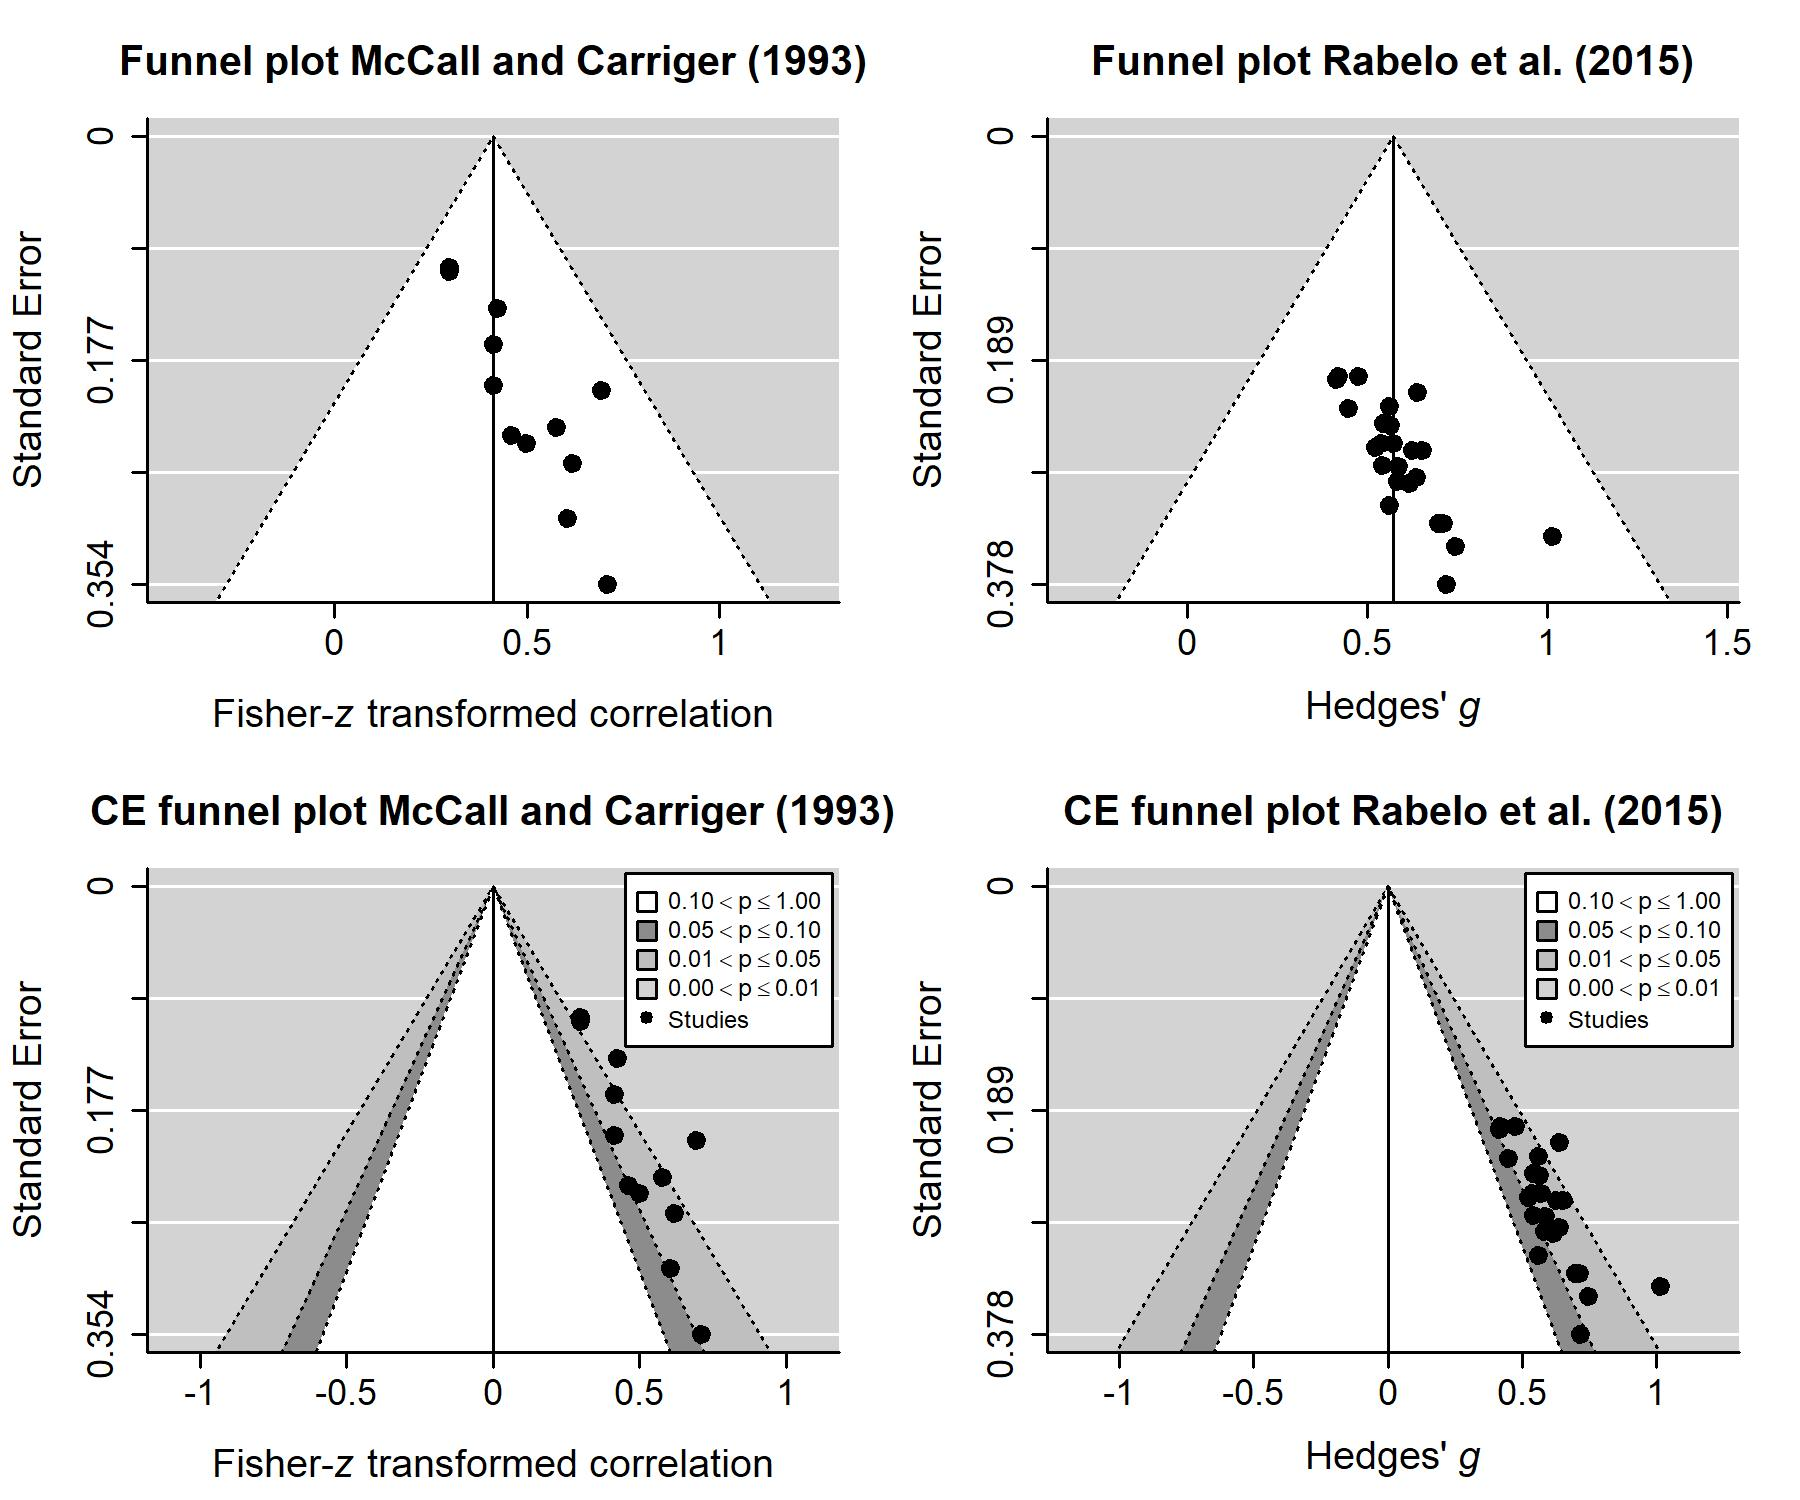 Funnel plot McCall and Carriger (1993)
Standard Error
0
0.177
0.354
0 0.5 1
Fisher-z transformed correlation
Funnel plot Rabelo et al. (2015)
Standard Error
0
0.189
0.378
0 0.5 1 1.5
Hedges' g
CE funnel plot McCall and Carriger (1993)
Standard Error
0
0.177
0.354
0.10 < p ≤ 1.00
0.05 < p ≤ 0.10
0.01 < p ≤ 0.05
0.00 < p ≤ 0.01
Studies
-1 -0.5 0 0.5 1
Fisher-z transformed correlation
CE funnel plot Rabelo et al. (2015)
Standard Error
0
0.189
0.378
0.10 < p ≤ 1.00
0.05 < p ≤ 0.10
0.01 < p ≤ 0.05
0.00 < p ≤ 0.01
Studies
-1 -0.5 0 0.5 1
Hedges' g